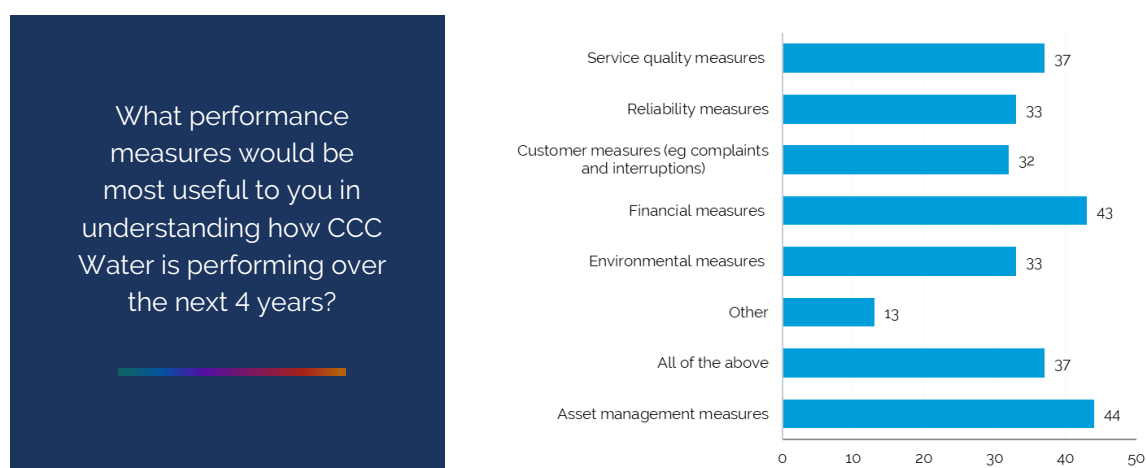 What performance
measures would be
most useful to you in
understanding how CCC
Water is performing over
the next 4 years?
Service quality measures 37
Reliability measures 33
Customer measures (eg complaints
and interruptions) 32
Financial measures 43
Environmental measures 33
Other 13
All of the above 37
Asset management measures 44
0 10 20 30 40 50